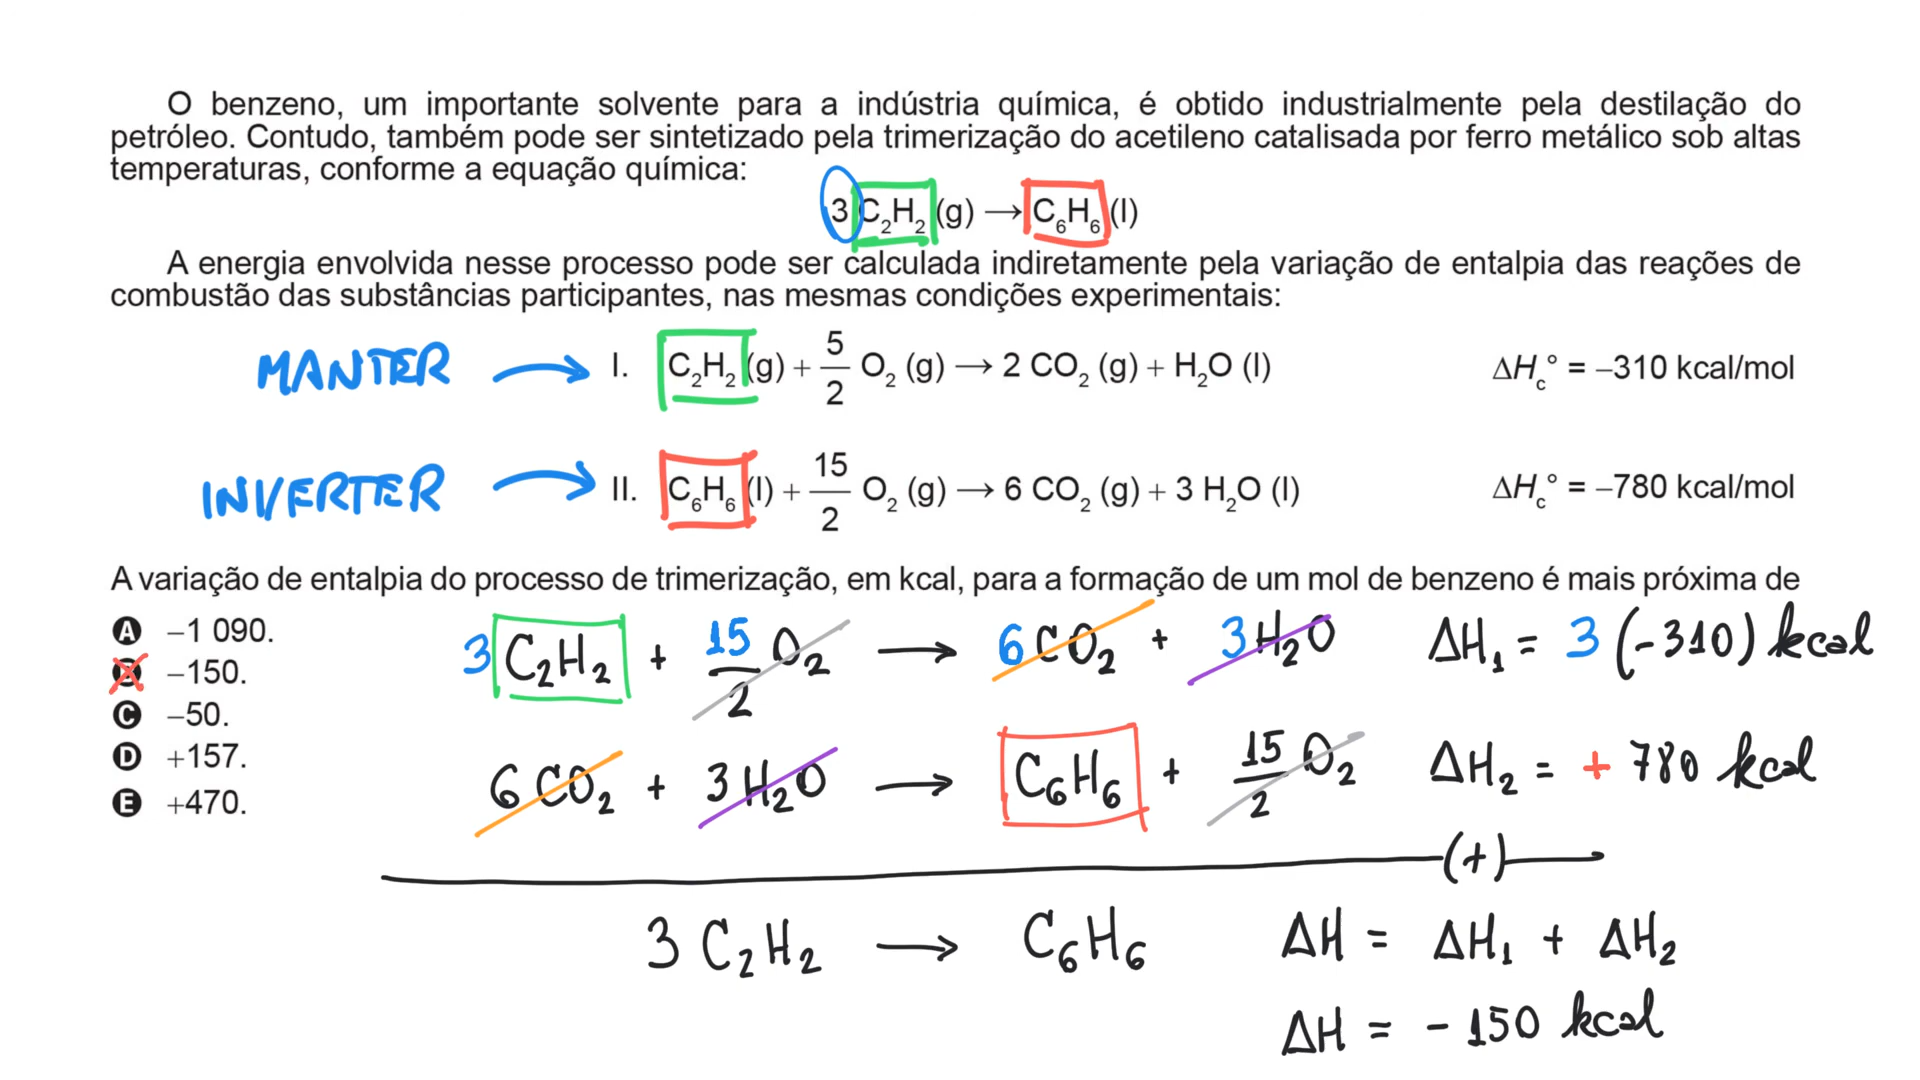 O benzeno, um importante solvente para a indústria química, é obtido industrialmente pela destilação do
petróleo. Contudo, também pode ser sintetizado pela trimerização do acetileno catalisada por ferro metálico sob altas
temperaturas, conforme a equação química:
3 C₂H₂ (g) → C₆H₆ (l)
A energia envolvida nesse processo pode ser calculada indiretamente pela variação de entalpia das reações de
combustão das substâncias participantes, nas mesmas condições experimentais:
MANTER → I. C₂H₂ (g) + 5/2 O₂ (g) → 2 CO₂ (g) + H₂O (l) ΔH꜀° = –310 kcal/mol
INVERTER → II. C₆H₆ (l) + 15/2 O₂ (g) → 6 CO₂ (g) + 3 H₂O (l) ΔH꜀° = –780 kcal/mol
A variação de entalpia do processo de trimerização, em kcal, para a formação de um mol de benzeno é mais próxima de
A –1 090.
B –150.
C –50.
D +157.
E +470.
3 C₂H₂ + 15/2 O₂ → 6 CO₂ + 3 H₂O ΔH₁ = 3 (-310) kcal
6 CO₂ + 3 H₂O → C₆H₆ + 15/2 O₂ ΔH₂ = + 780 kcal
(+)
3 C₂H₂ → C₆H₆ ΔH = ΔH₁ + ΔH₂
ΔH = - 150 kcal